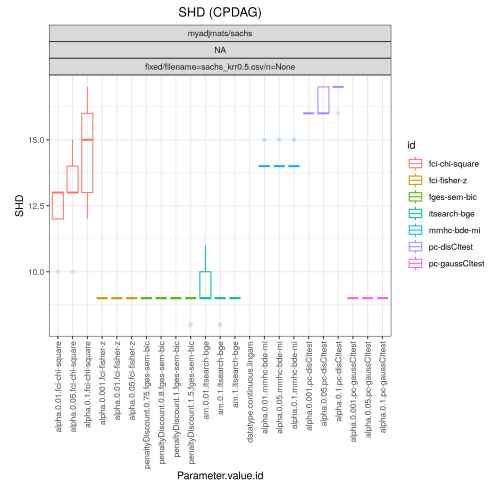 SHD (CPDAG)
myadjmats/sachs
NA
fixed/filename=sachs_krr0.5.csv/n=None
SHD
15.0
12.5
10.0
alpha.0.01.fci-chi-square
alpha.0.05.fci-chi-square
alpha.0.1.fci-chi-square
alpha.0.001.fci-fisher-z
alpha.0.01.fci-fisher-z
alpha.0.05.fci-fisher-z
penaltyDiscount.0.75.fges-sem-bic
penaltyDiscount.0.8.fges-sem-bic
penaltyDiscount.1.fges-sem-bic
penaltyDiscount.1.5.fges-sem-bic
am.0.01.itsearch-bge
am.0.1.itsearch-bge
am.1.itsearch-bge
datatype.continuous.lingam
alpha.0.01.mmhc-bde-mi
alpha.0.05.mmhc-bde-mi
alpha.0.1.mmhc-bde-mi
alpha.0.001.pc-disCItest
alpha.0.05.pc-disCItest
alpha.0.1.pc-disCItest
alpha.0.001.pc-gaussCItest
alpha.0.05.pc-gaussCItest
alpha.0.1.pc-gaussCItest
Parameter.value.id
id
fci-chi-square
fci-fisher-z
fges-sem-bic
itsearch-bge
mmhc-bde-mi
pc-disCItest
pc-gaussCItest